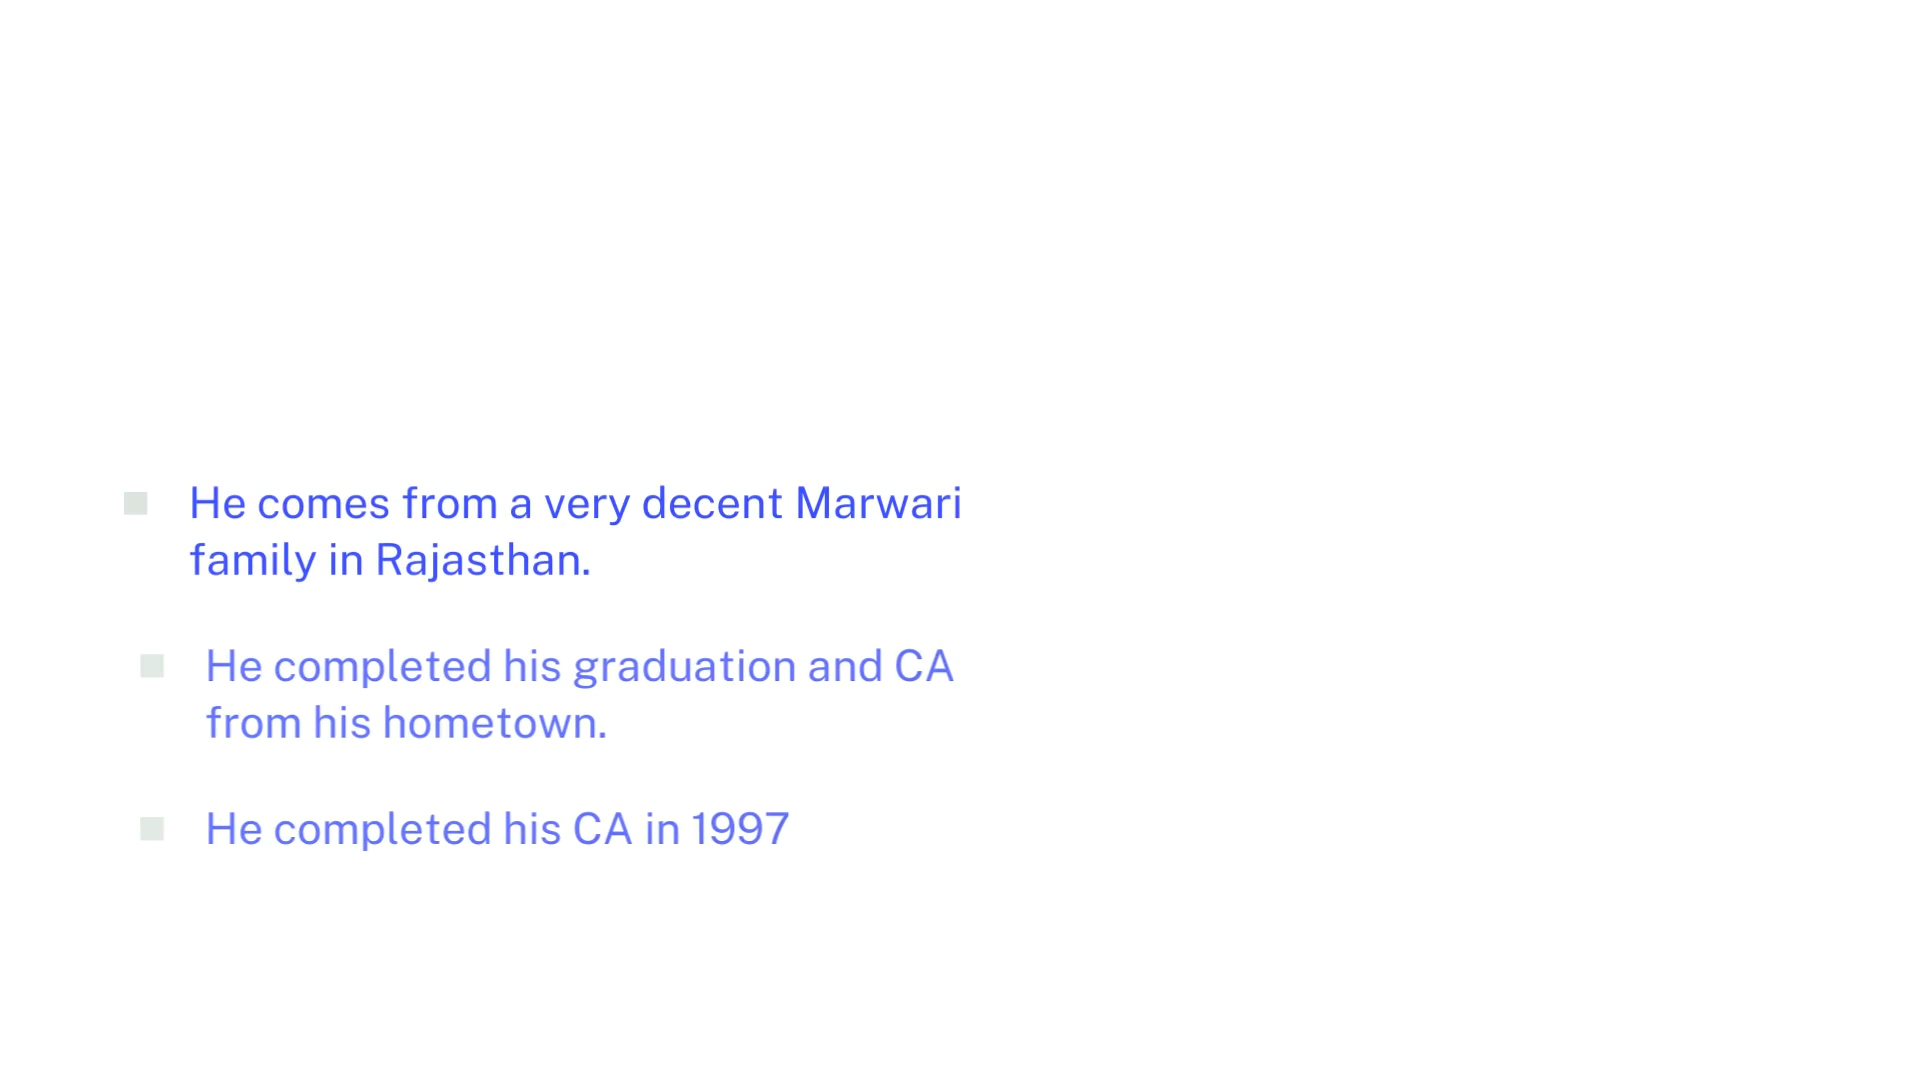 He comes from a very decent Marwari
family in Rajasthan.
He completed his graduation and CA
from his hometown.
He completed his CA in 1997